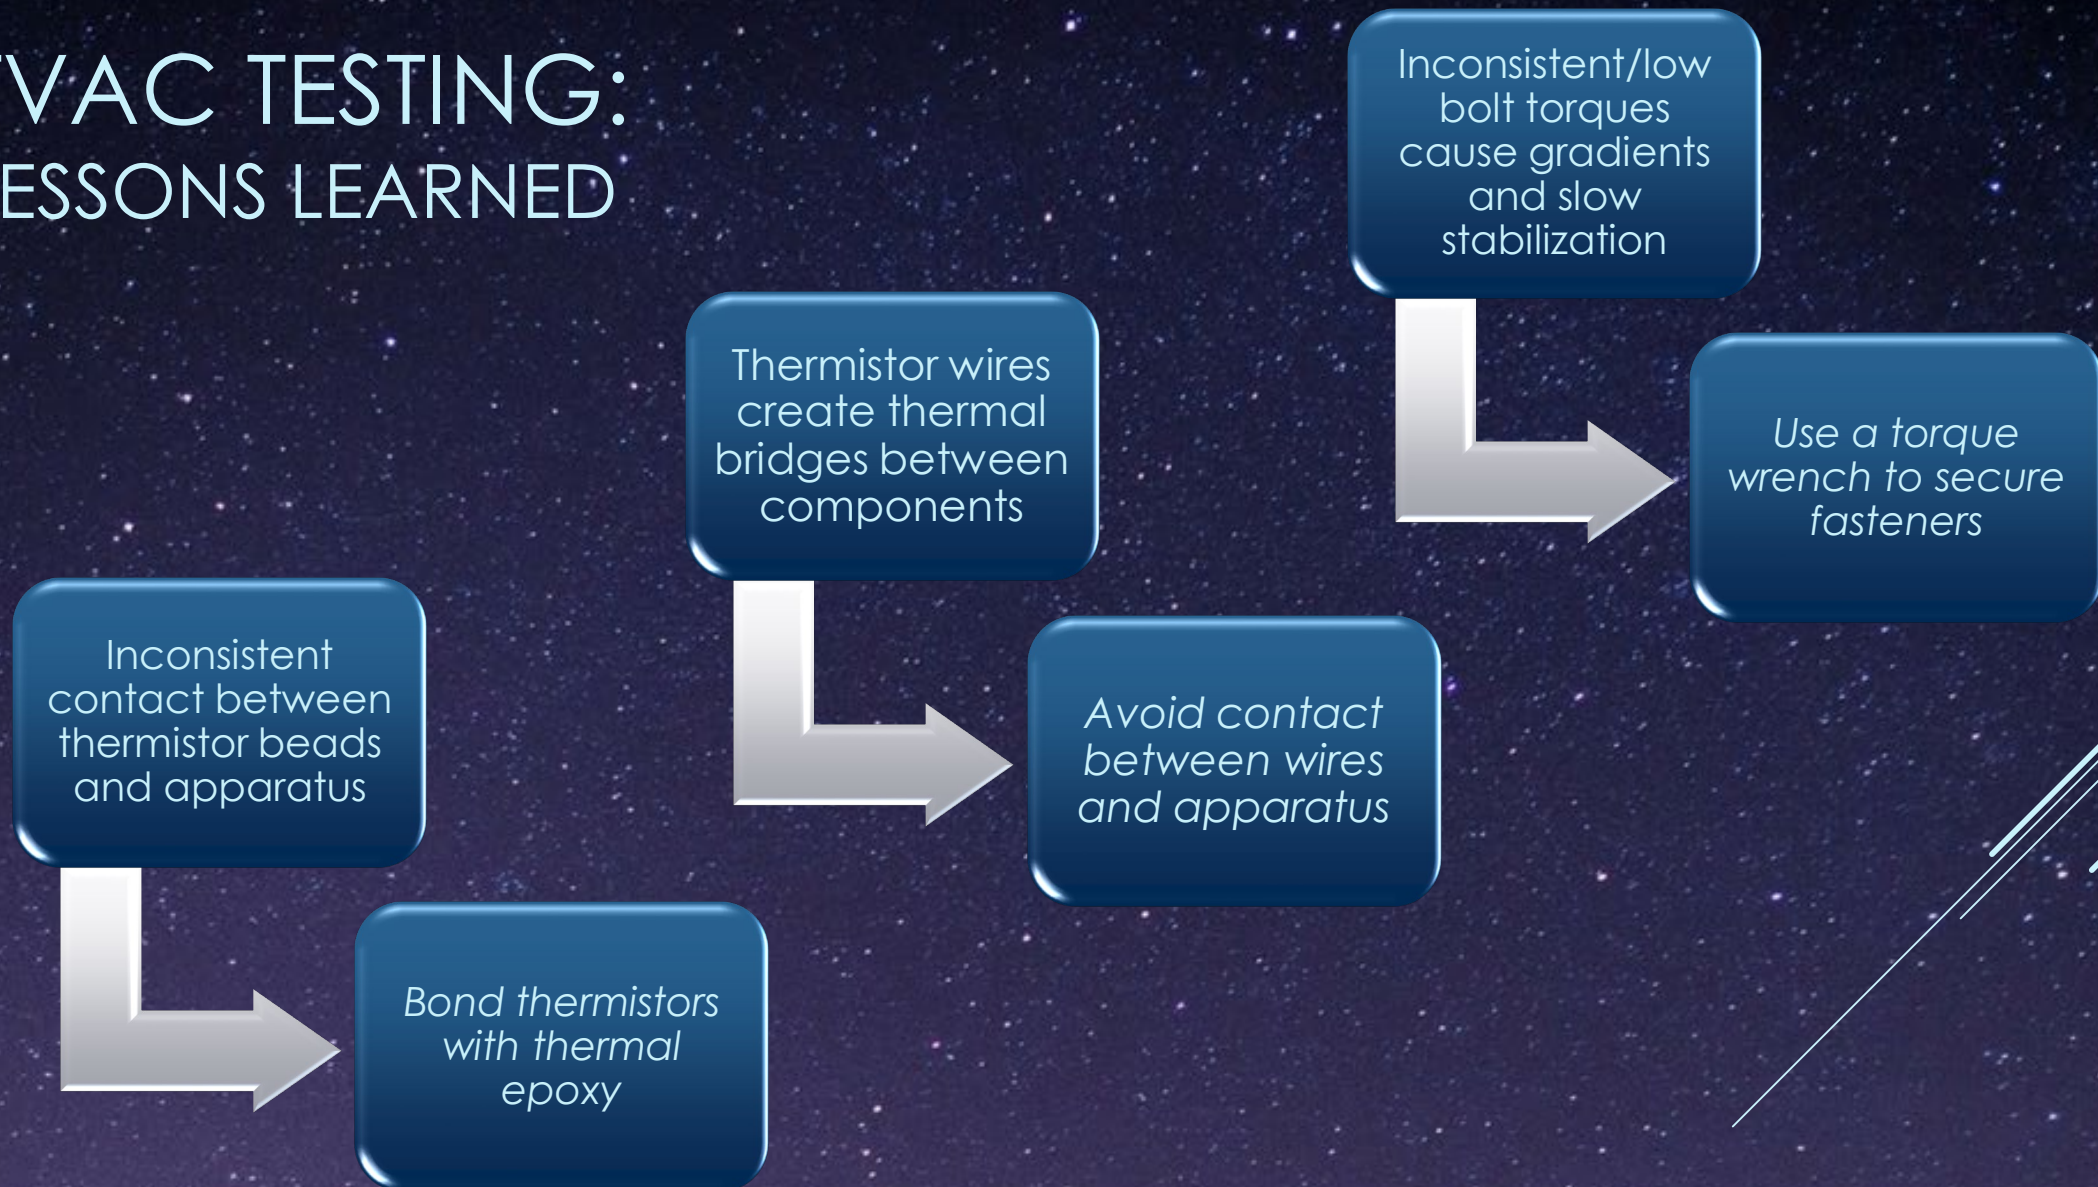 TVAC TESTING:
ESSONS LEARNED
Inconsistent
contact between
thermistor beads
and apparatus
Bond thermistors
with thermal
epoxy
Thermistor wires
create thermal
bridges between
components
Avoid contact
between wires
and apparatus
Inconsistent/low
bolt torques
cause gradients
and slow
stabilization
Use a torque
wrench to secure
fasteners